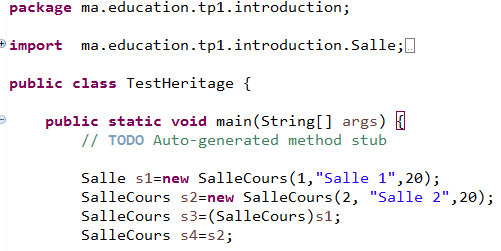 package ma.education.tp1.introduction;
import  ma.education.tp1.introduction.Salle;
public class TestHeritage {
public static void main(String[] args) {
// TODO Auto-generated method stub
Salle s1=new SalleCours(1,"Salle 1",20);
SalleCours s2=new SalleCours(2, "Salle 2",20);
SalleCours s3=(SalleCours)s1;
SalleCours s4=s2;